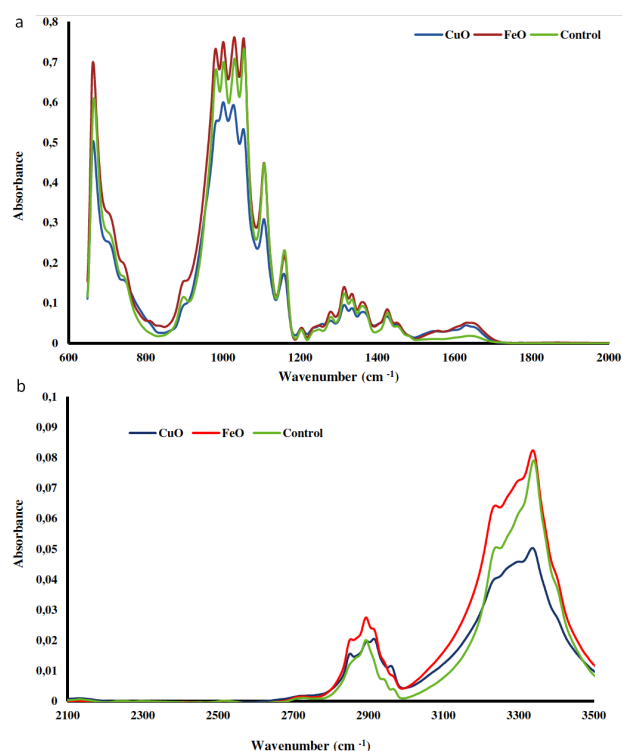 a
CuO FeO Control
0,8
0,7
0,6
0,5
0,4
0,3
0,2
0,1
0
Absorbance
600 800 1000 1200 1400 1600 1800 2000
Wavenumber (cm -1)
b
0,1
CuO FeO Control
0,09
0,08
0,07
0,06
0,05
0,04
0,03
0,02
0,01
0
Absorbance
2100 2300 2500 2700 2900 3100 3300 3500
Wavenumber (cm -1)